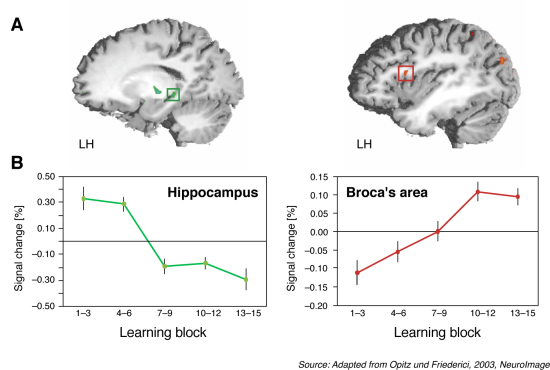 A
LH
LH
B
Hippocampus
Signal change [%]
0.50
0.30
0.10
−0.10
−0.30
−0.50
1–3
4–6
7–9
10–12
13–15
Learning block
Broca's area
Signal change [%]
0.15
0.10
0.05
0.00
−0.05
−0.10
−0.15
−0.20
1–3
4–6
7–9
10–12
13–15
Learning block
Source: Adapted from Opitz und Friederici, 2003, NeuroImage